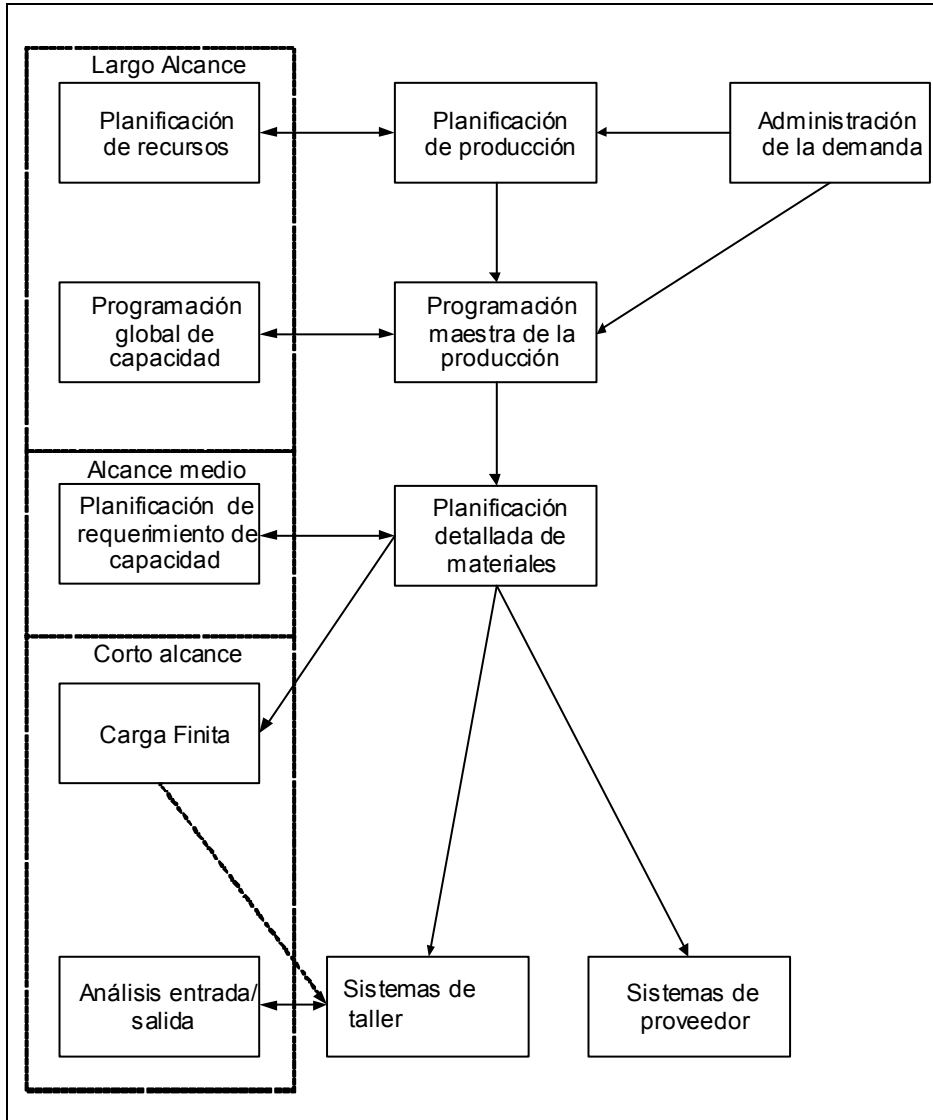 Largo Alcance
Planificación
de recursos
Planificación
de producción
Administración
de la demanda
Programación
global de
capacidad
Programación
maestra de la
producción
Alcance medio
Planificación de
requerimiento de
capacidad
Planificación
detallada de
materiales
Corto alcance
Carga Finita
Análisis entrada/
salida
Sistemas de
taller
Sistemas de
proveedor